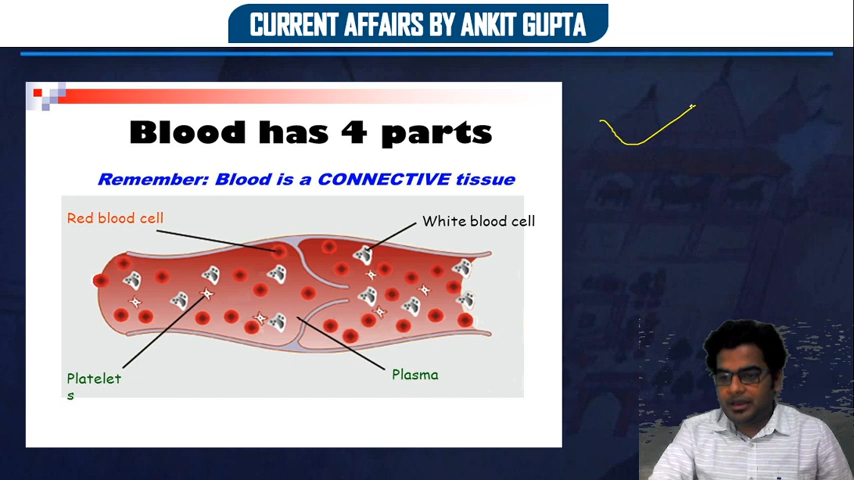 CURRENT AFFAIRS BY ANKIT GUPTA
Blood has 4 parts
Remember: Blood is a CONNECTIVE tissue
Red blood cell
White blood cell
Platelet
s
Plasma